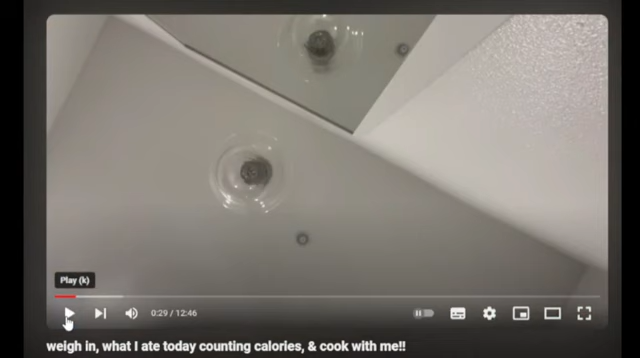 Play (k)
0:29 / 12:46
weigh in, what I ate today counting calories, & cook with me!!